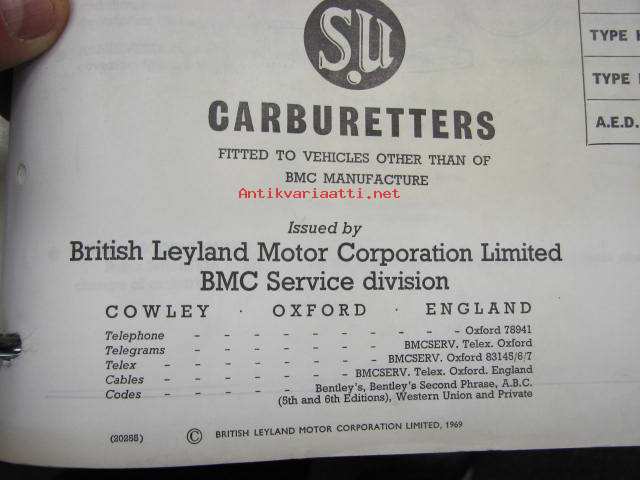 S.U
CARBURETTERS
FITTED TO VEHICLES OTHER THAN OF
BMC MANUFACTURE
Antikvariaatti.net
Issued by
British Leyland Motor Corporation Limited
BMC Service division
COWLEY · OXFORD · ENGLAND
Telephone - - - - - - - - - - - Oxford 78941
Telegrams - - - - - - - - BMCSERV. Telex. Oxford
Telex - - - - - - - - BMCSERV. Oxford 83145/6/7
Cables - - - - - - - BMCSERV. Telex. Oxford. England
Codes - - - - - Bentley's, Bentley's Second Phrase, A.B.C.
(5th and 6th Editions), Western Union and Private
(20285) © BRITISH LEYLAND MOTOR CORPORATION LIMITED, 1969
TYPE
TYPE
A.E.D.